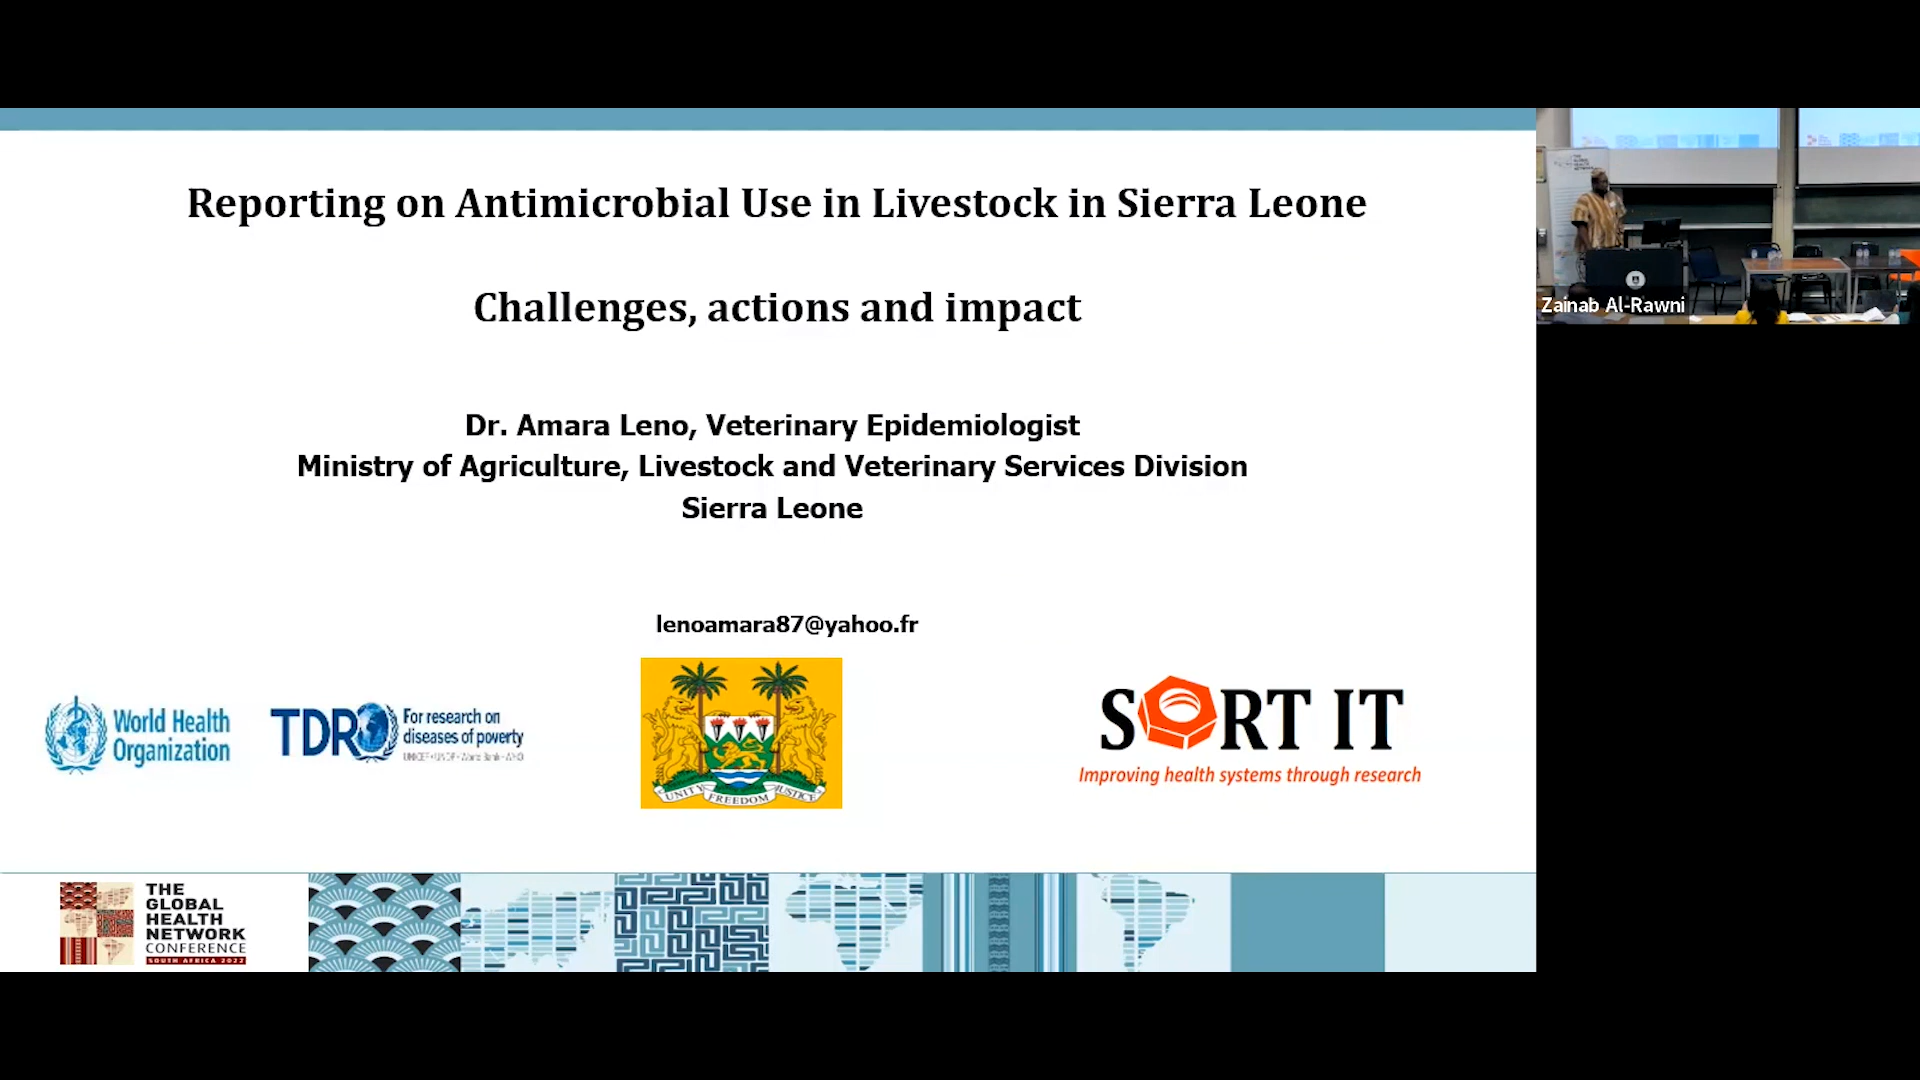 Reporting on Antimicrobial Use in Livestock in Sierra Leone
Challenges, actions and impact
Dr. Amara Leno, Veterinary Epidemiologist
Ministry of Agriculture, Livestock and Veterinary Services Division
Sierra Leone
lenoamara87@yahoo.fr
World Health
Organization
TDR
For research on
diseases of poverty
UNITY FREEDOM JUSTICE
SORT IT
Improving health systems through research
THE
GLOBAL
HEALTH
NETWORK
CONFERENCE
SOUTH AFRICA 2022
Zainab Al-Rawni